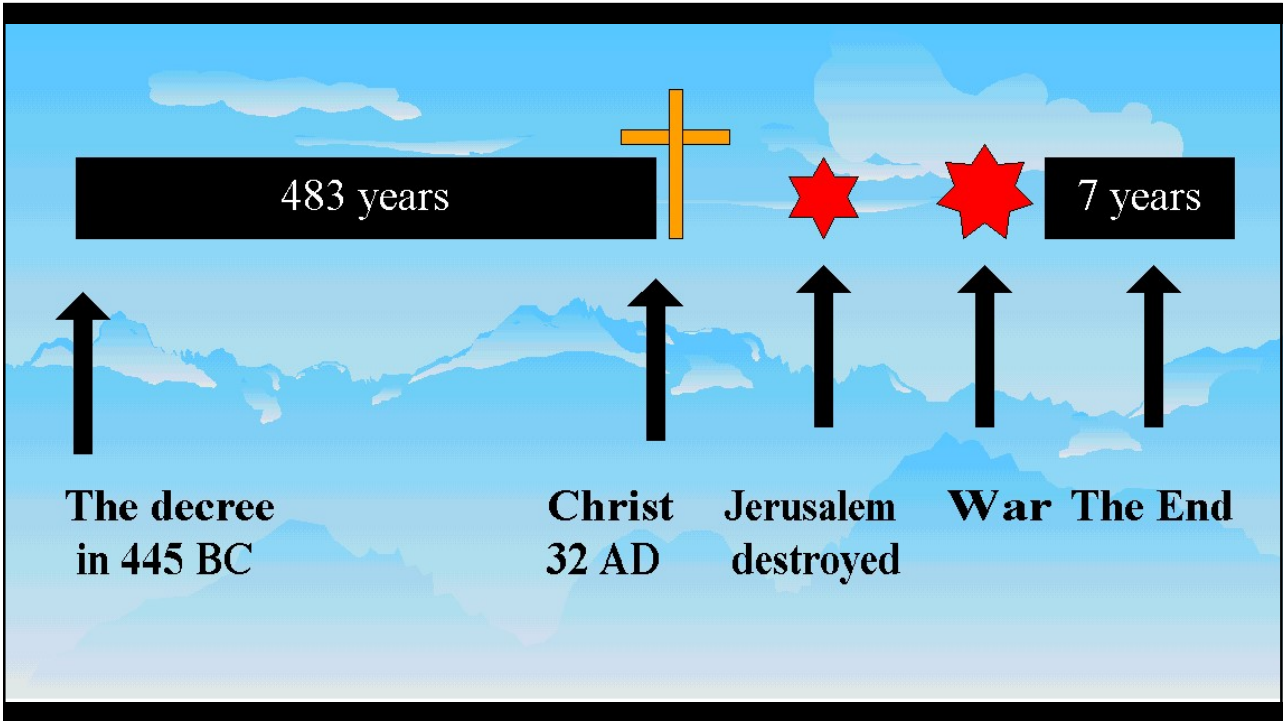 483 years
7 years
The decree
in 445 BC
Christ
32 AD
Jerusalem
destroyed
War
The End